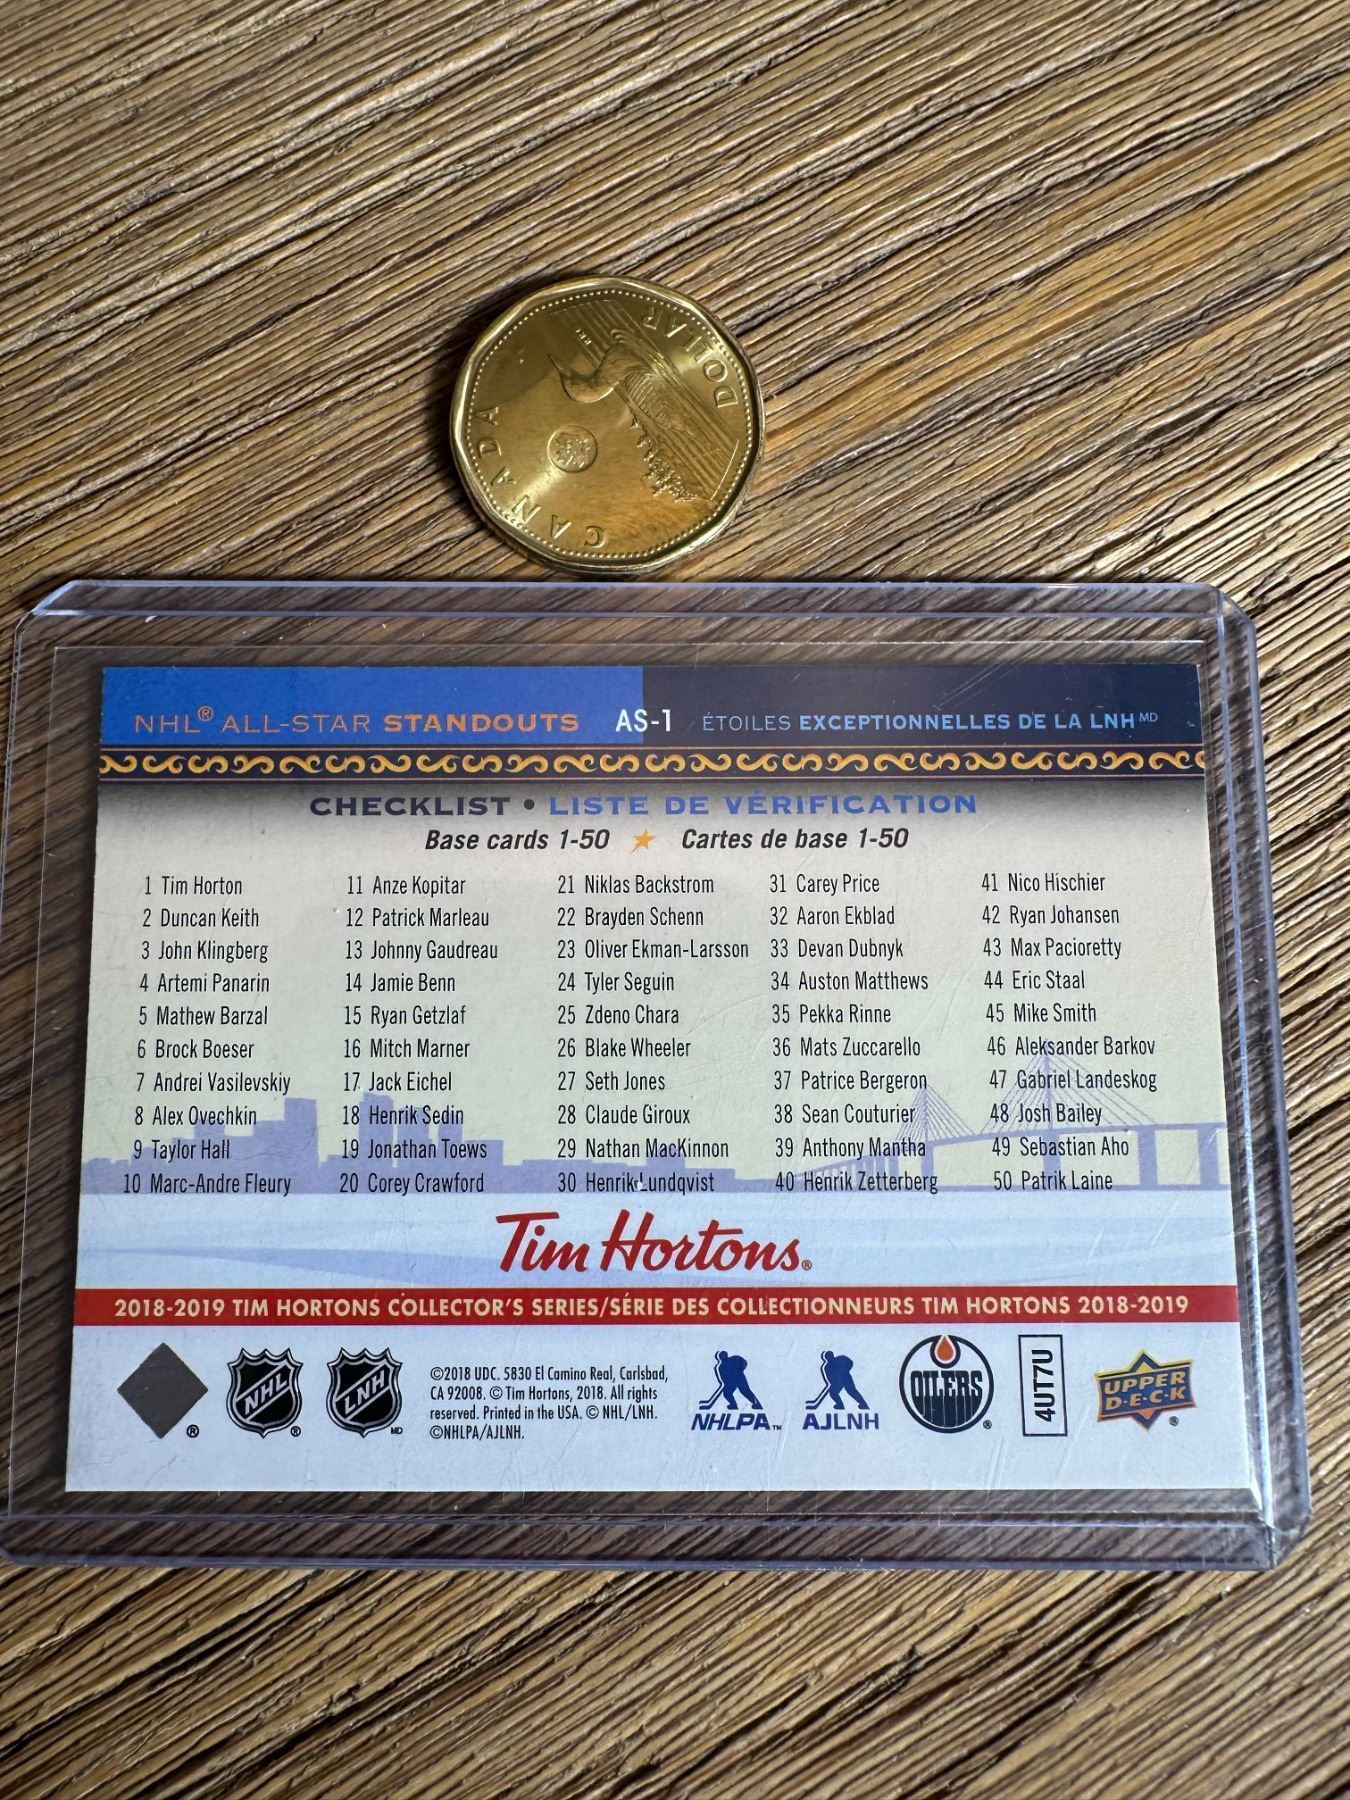 CANADA
DOLLAR
NHL® ALL-STAR STANDOUTS AS-1 ÉTOILES EXCEPTIONNELLES DE LA LNH MD
CHECKLIST • LISTE DE VÉRIFICATION
Base cards 1-50 ★ Cartes de base 1-50
1 Tim Horton
2 Duncan Keith
3 John Klingberg
4 Artemi Panarin
5 Mathew Barzal
6 Brock Boeser
7 Andrei Vasilevskiy
8 Alex Ovechkin
9 Taylor Hall
10 Marc-Andre Fleury
11 Anze Kopitar
12 Patrick Marleau
13 Johnny Gaudreau
14 Jamie Benn
15 Ryan Getzlaf
16 Mitch Marner
17 Jack Eichel
18 Henrik Sedin
19 Jonathan Toews
20 Corey Crawford
21 Niklas Backstrom
22 Brayden Schenn
23 Oliver Ekman-Larsson
24 Tyler Seguin
25 Zdeno Chara
26 Blake Wheeler
27 Seth Jones
28 Claude Giroux
29 Nathan MacKinnon
30 Henrik Lundqvist
31 Carey Price
32 Aaron Ekblad
33 Devan Dubnyk
34 Auston Matthews
35 Pekka Rinne
36 Mats Zuccarello
37 Patrice Bergeron
38 Sean Couturier
39 Anthony Mantha
40 Henrik Zetterberg
41 Nico Hischier
42 Ryan Johansen
43 Max Pacioretty
44 Eric Staal
45 Mike Smith
46 Aleksander Barkov
47 Gabriel Landeskog
48 Josh Bailey
49 Sebastian Aho
50 Patrik Laine
Tim Hortons®
2018-2019 TIM HORTONS COLLECTOR'S SERIES/SÉRIE DES COLLECTIONNEURS TIM HORTONS 2018-2019
®
NHL ®
LNH MD
©2018 UDC. 5830 El Camino Real, Carlsbad,
CA 92008. © Tim Hortons, 2018. All rights
reserved. Printed in the USA. © NHL/LNH.
©NHLPA/AJLNH.
NHLPA™
AJLNH
OILERS ®
4UT7U
UPPER
D·E·C·K ®